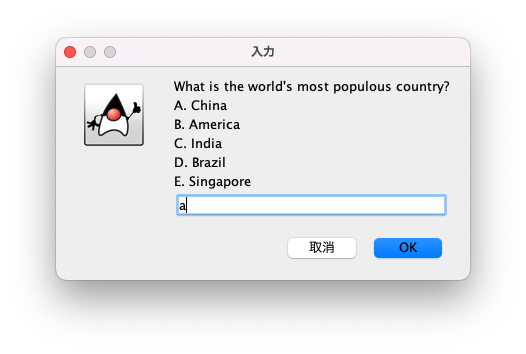 入力
What is the world's most populous country?
A. China
B. America
C. India
D. Brazil
E. Singapore
a
取消 OK